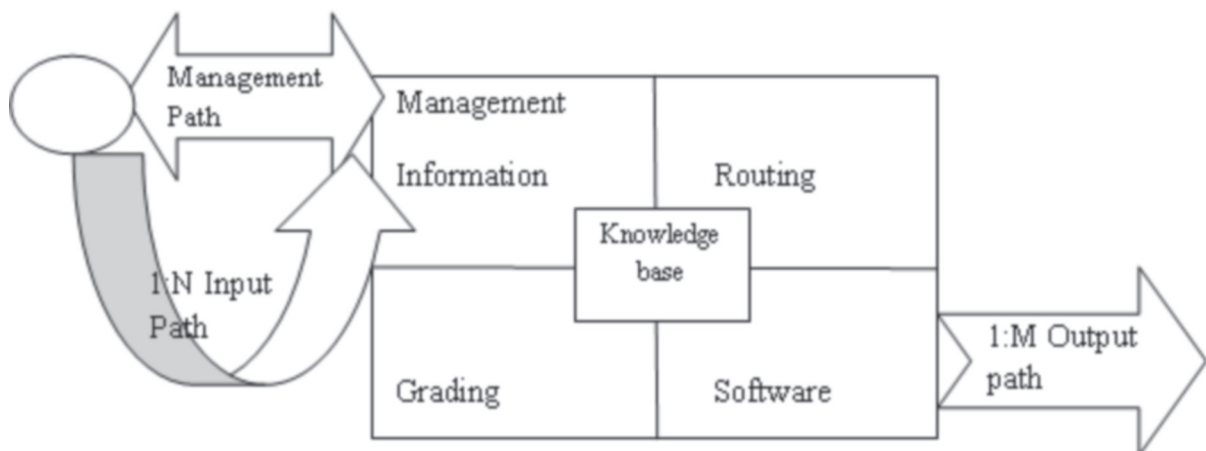 Management
Path
Management
Information
Routing
Knowledge
base
1:N Input
Path
1:M Output
path
Grading
Software